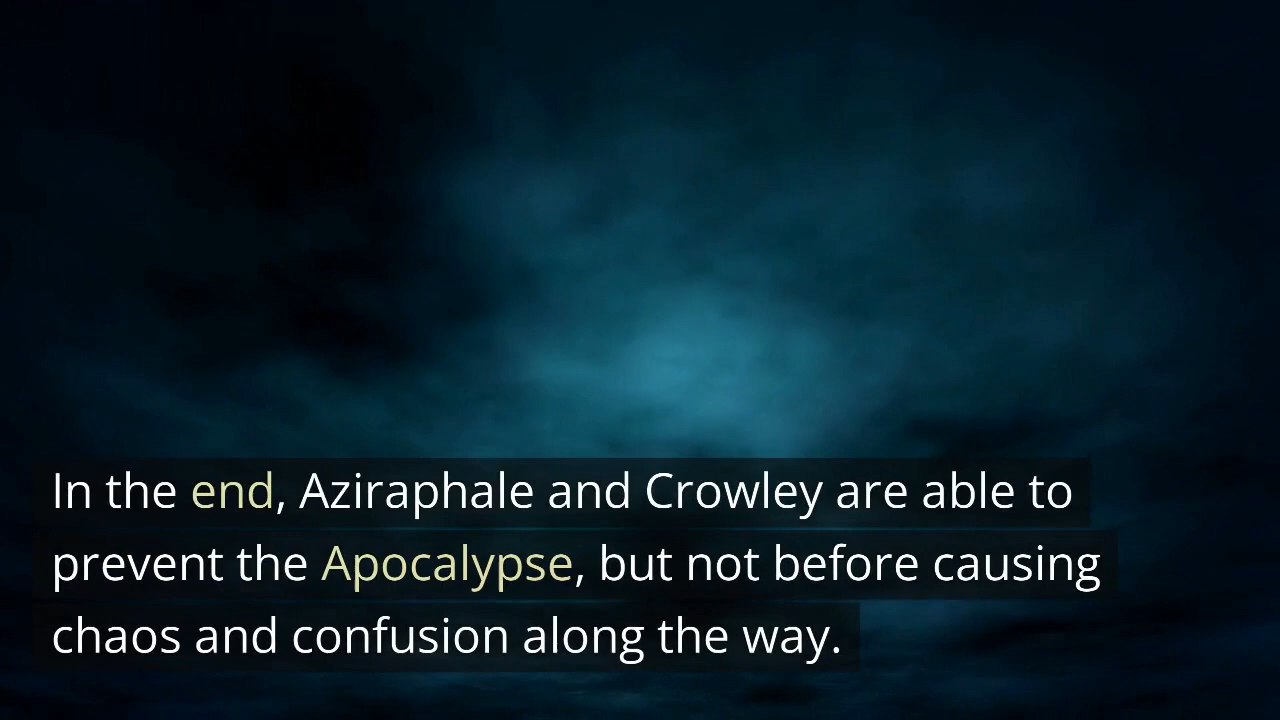 In the end, Aziraphale and Crowley are able to
prevent the Apocalypse, but not before causing
chaos and confusion along the way.